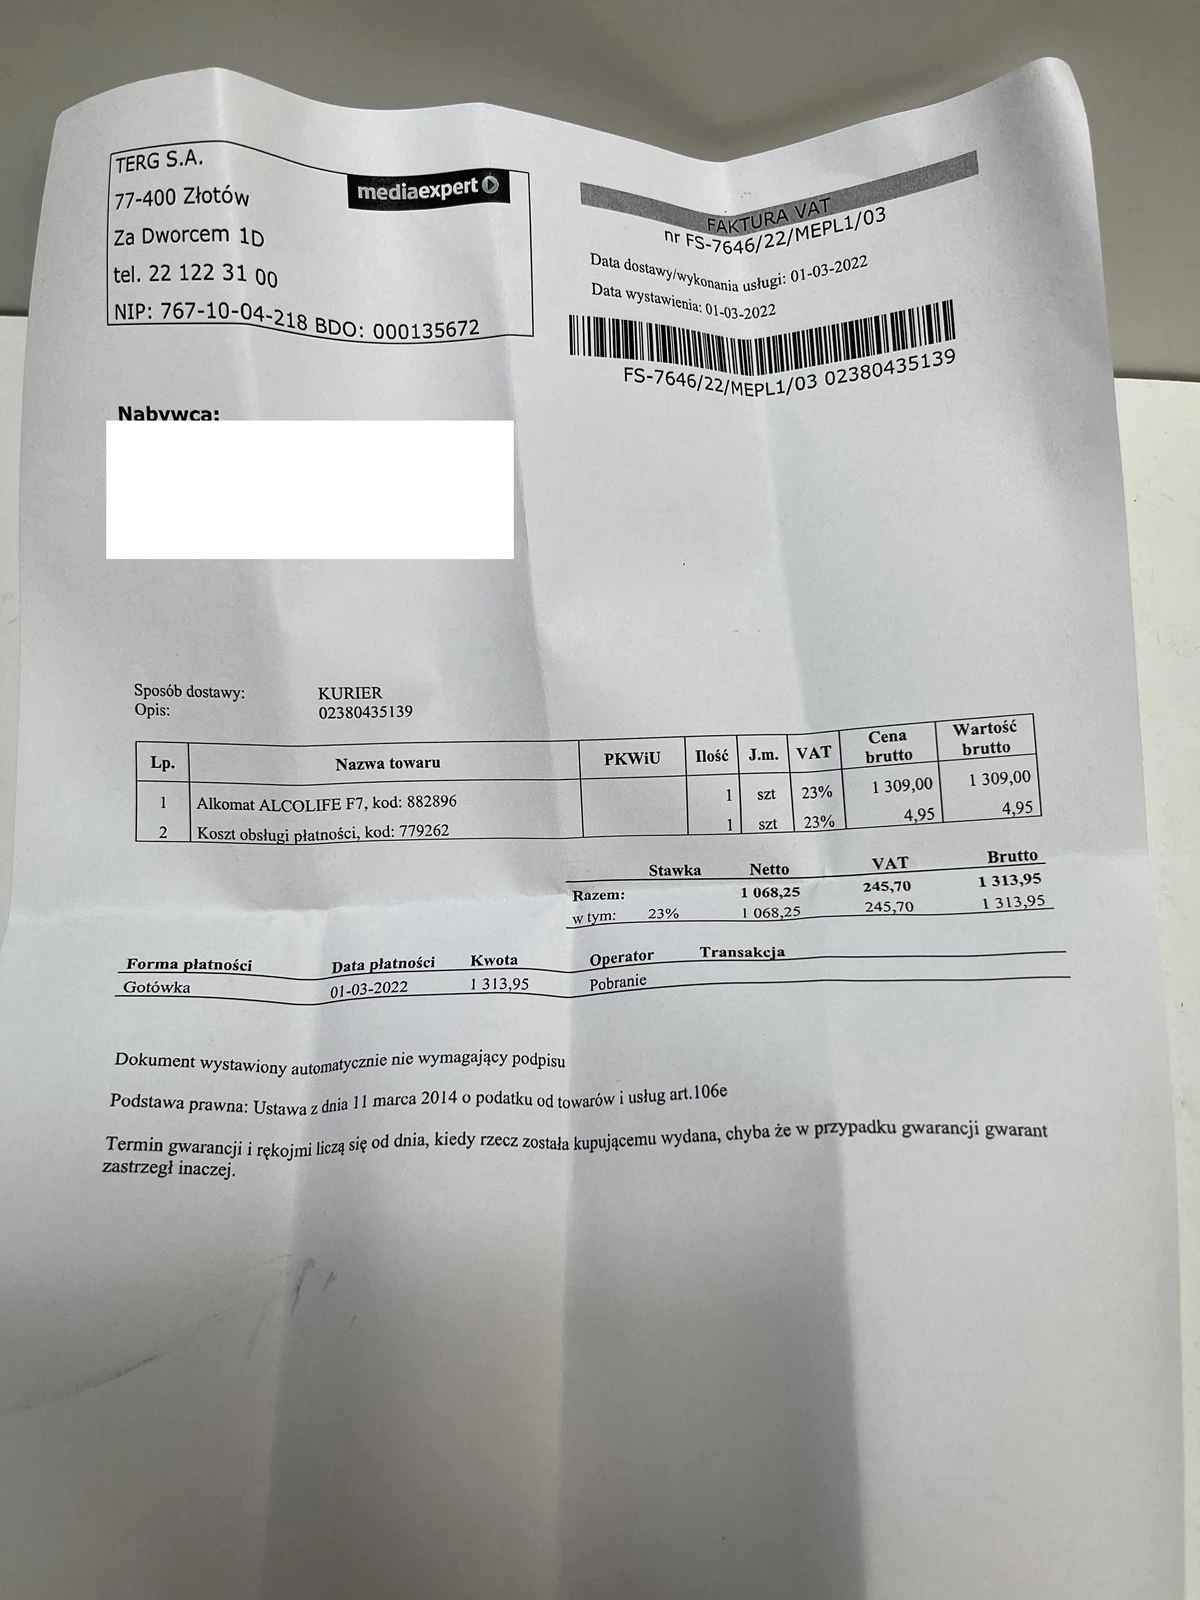 TERG S.A.
mediaexpert
77-400 Złotów
Za Dworcem 1D
tel. 22 122 31 00
NIP: 767-10-04-218 BDO: 000135672
FAKTURA VAT
nr FS-7646/22/MEPL1/03
Data dostawy/wykonania usługi: 01-03-2022
Data wystawienia: 01-03-2022
FS-7646/22/MEPL1/03 02380435139
Nabywca:
Sposób dostawy: KURIER
Opis: 02380435139
Lp. Nazwa towaru PKWiU Ilość J.m. VAT Cena brutto Wartość brutto
1 Alkomat ALCOLIFE F7, kod: 882896 1 szt 23% 1 309,00 1 309,00
2 Koszt obsługi płatności, kod: 779262 1 szt 23% 4,95 4,95
Stawka Netto VAT Brutto
Razem: 1 068,25 245,70 1 313,95
w tym: 23% 1 068,25 245,70 1 313,95
Forma płatności Data płatności Kwota Operator Transakcja
Gotówka 01-03-2022 1 313,95 Pobranie
Dokument wystawiony automatycznie nie wymagający podpisu
Podstawa prawna: Ustawa z dnia 11 marca 2014 o podatku od towarów i usług art.106e
Termin gwarancji i rękojmi liczą się od dnia, kiedy rzecz została kupującemu wydana, chyba że w przypadku gwarancji gwarant
zastrzegł inaczej.